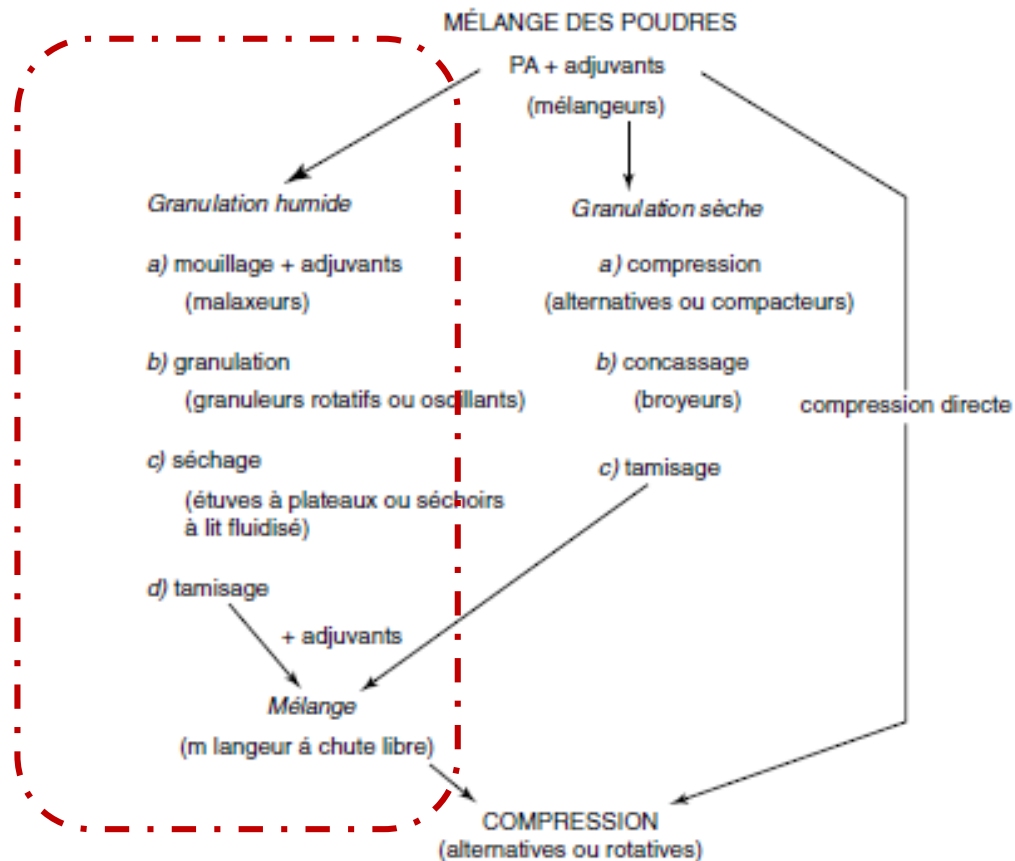 MÉLANGE DES POUDRES
PA + adjuvants
(mélangeurs)
Granulation humide
a) mouillage + adjuvants
(malaxeurs)
b) granulation
(granuleurs rotatifs ou oscillants)
c) séchage
(étuves à plateaux ou séchoirs
à lit fluidisé)
d) tamisage
+ adjuvants
Granulation sèche
a) compression
(alternatives ou compacteurs)
b) concassage
(broyeurs)
c) tamisage
compression directe
Mélange
(m langeur á chute libre)
COMPRESSION
(alternatives ou rotatives)